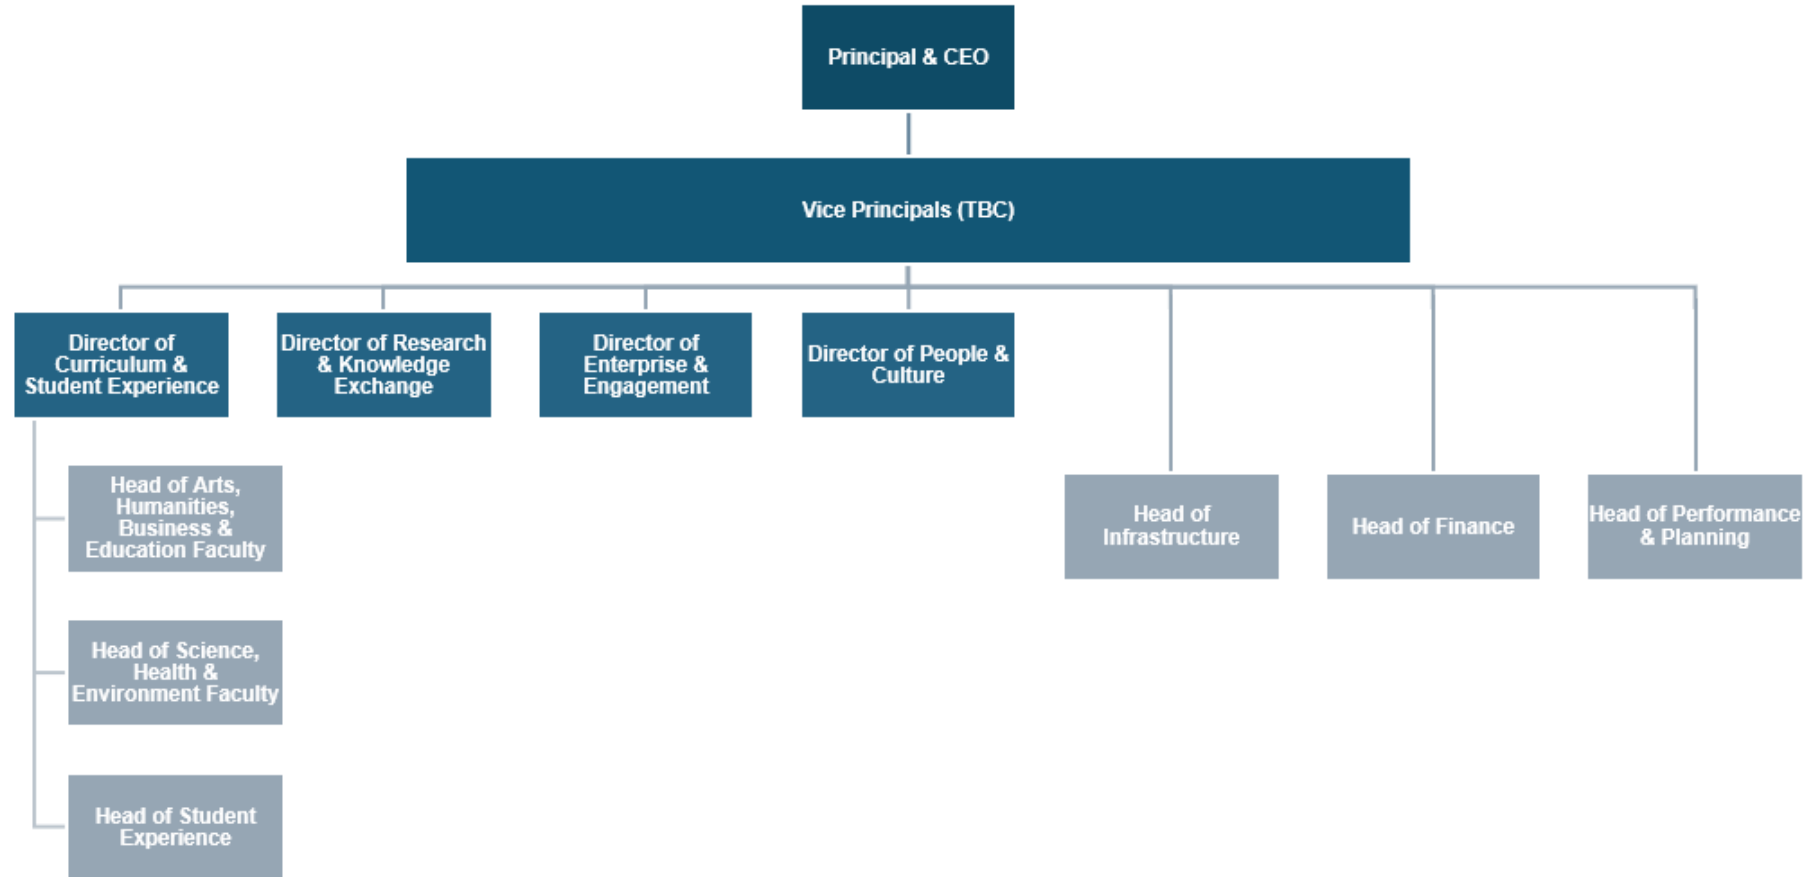 Principal & CEO
Vice Principals (TBC)
Director of
Curriculum &
Student Experience
Director of Research
& Knowledge
Exchange
Director of
Enterprise &
Engagement
Director of People &
Culture
Head of Arts,
Humanities,
Business &
Education Faculty
Head of
Infrastructure
Head of Finance
Head of Performance
& Planning
Head of Science,
Health &
Environment Faculty
Head of Student
Experience